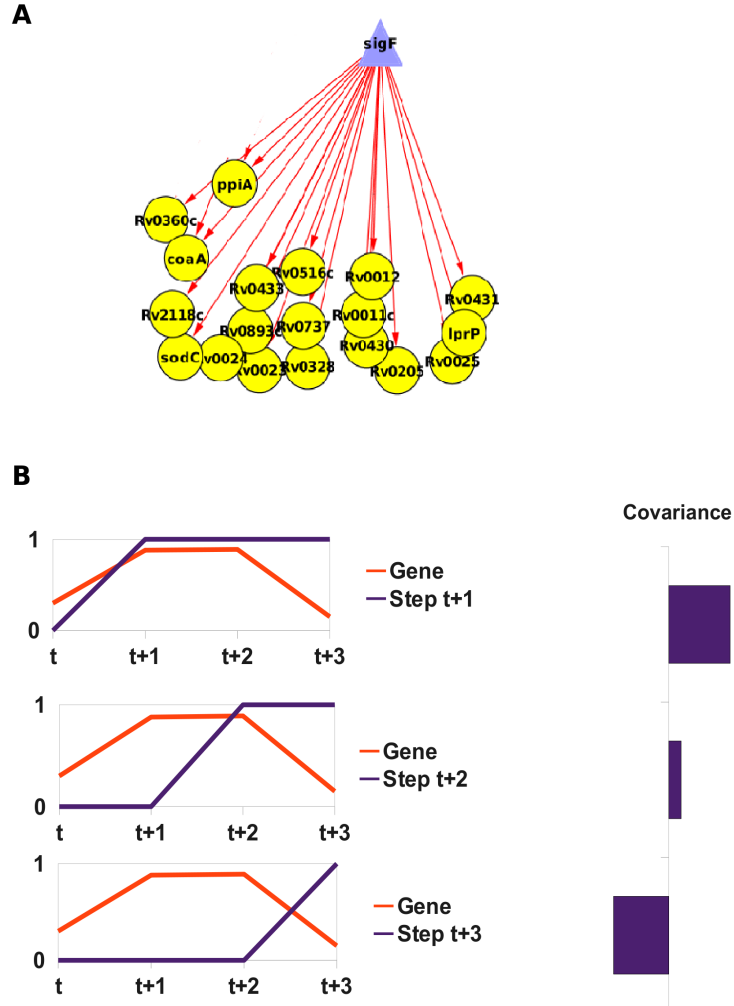 A
sigF
ppiA
Rv0360c
coaA
Rv0516c
Rv0012
Rv0433
Rv0431
Rv2118c
Rv0011c
Rv0893c
Rv0737
lprP
Rv0430
sodC
v0024
v0023
Rv0328
Rv0205
Rv0025
B
Covariance
1
Gene
Step t+1
0
t t+1 t+2 t+3
1
Gene
Step t+2
0
t t+1 t+2 t+3
1
Gene
Step t+3
0
t t+1 t+2 t+3